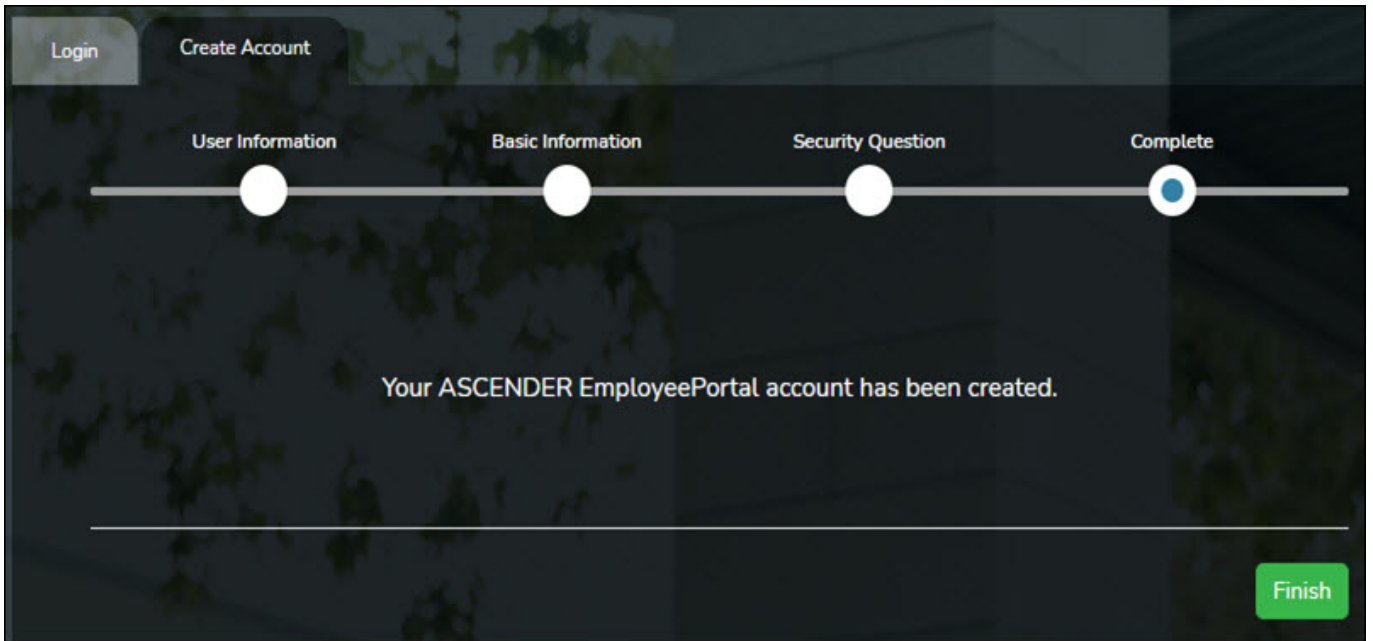 Login
Create Account
User Information
Basic Information
Security Question
Complete
Your ASCENDER EmployeePortal account has been created.
Finish